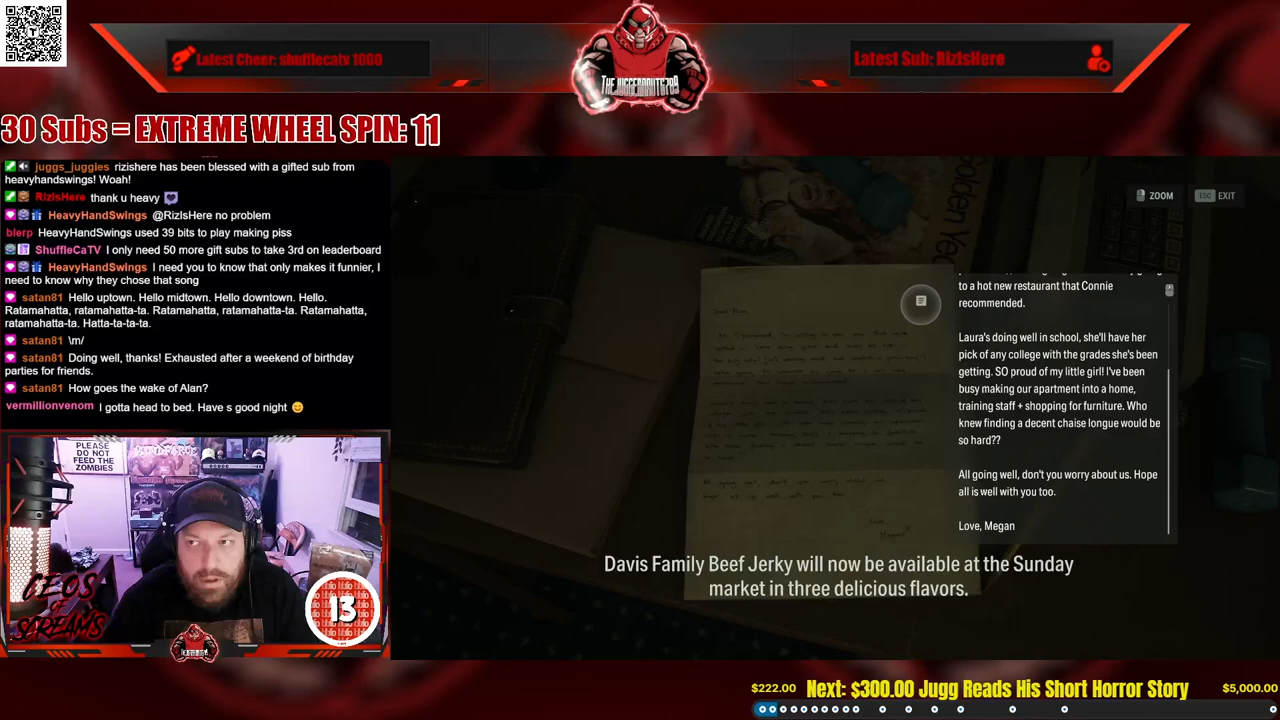 Latest Cheer: shufflecatv 1000
THEJUGGERNAUT6789
Latest Sub: RizIsHere
30 Subs = EXTREME WHEEL SPIN: 11
juggs_juggles rizishere has been blessed with a gifted sub from
heavyhandswings! Woah!
RizIsHere thank u heavy
HeavyHandSwings @RizIsHere no problem
blerp HeavyHandSwings used 39 bits to play making piss
ShuffleCaTV I only need 50 more gift subs to take 3rd on leaderboard
HeavyHandSwings I need you to know that only makes it funnier, I
need to know why they chose that song
satan81 Hello uptown. Hello midtown. Hello downtown. Hello.
Ratamahatta, ratamahatta-ta. Ratamahatta, ratamahatta-ta. Ratamahatta,
ratamahatta-ta. Hatta-ta-ta-ta.
satan81 \m/
satan81 Doing well, thanks! Exhausted after a weekend of birthday
parties for friends.
satan81 How goes the wake of Alan?
vermillionvenom I gotta head to bed. Have s good night
ZOOM
ESC EXIT
to a hot new restaurant that Connie
recommended.
Laura's doing well in school, she'll have her
pick of any college with the grades she's been
getting. SO proud of my little girl! I've been
busy making our apartment into a home,
training staff + shopping for furniture. Who
knew finding a decent chaise longue would be
so hard??
All going well, don't you worry about us. Hope
all is well with you too.
Love, Megan
Dear Mom,
Love,
Megan
Davis Family Beef Jerky will now be available at the Sunday
market in three delicious flavors.
PLEASE
DO NOT
FEED THE
ZOMBIES
CEOS
OF
SCREAMS
13
$222.00
Next: $300.00 Jugg Reads His Short Horror Story
$5,000.00